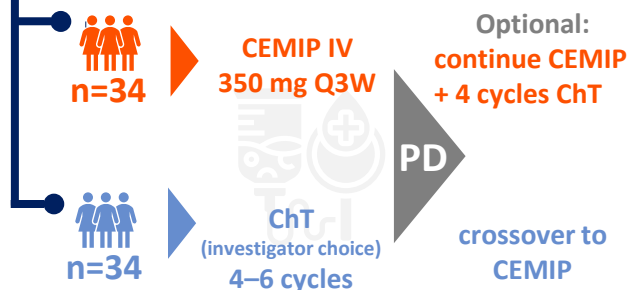 n=34
CEMIP IV
350 mg Q3W
Optional:
continue CEMIP
+ 4 cycles ChT
PD
n=34
ChT
(investigator choice)
4–6 cycles
crossover to
CEMIP